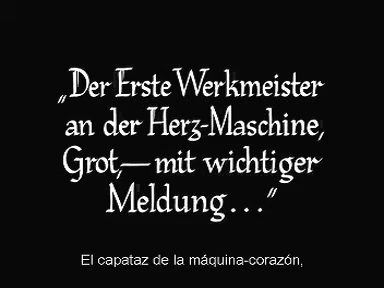 „Der Erste Werkmeister
an der Herz-Maschine,
Grot,—mit wichtiger
Meldung..."
El capataz de la máquina-corazón,